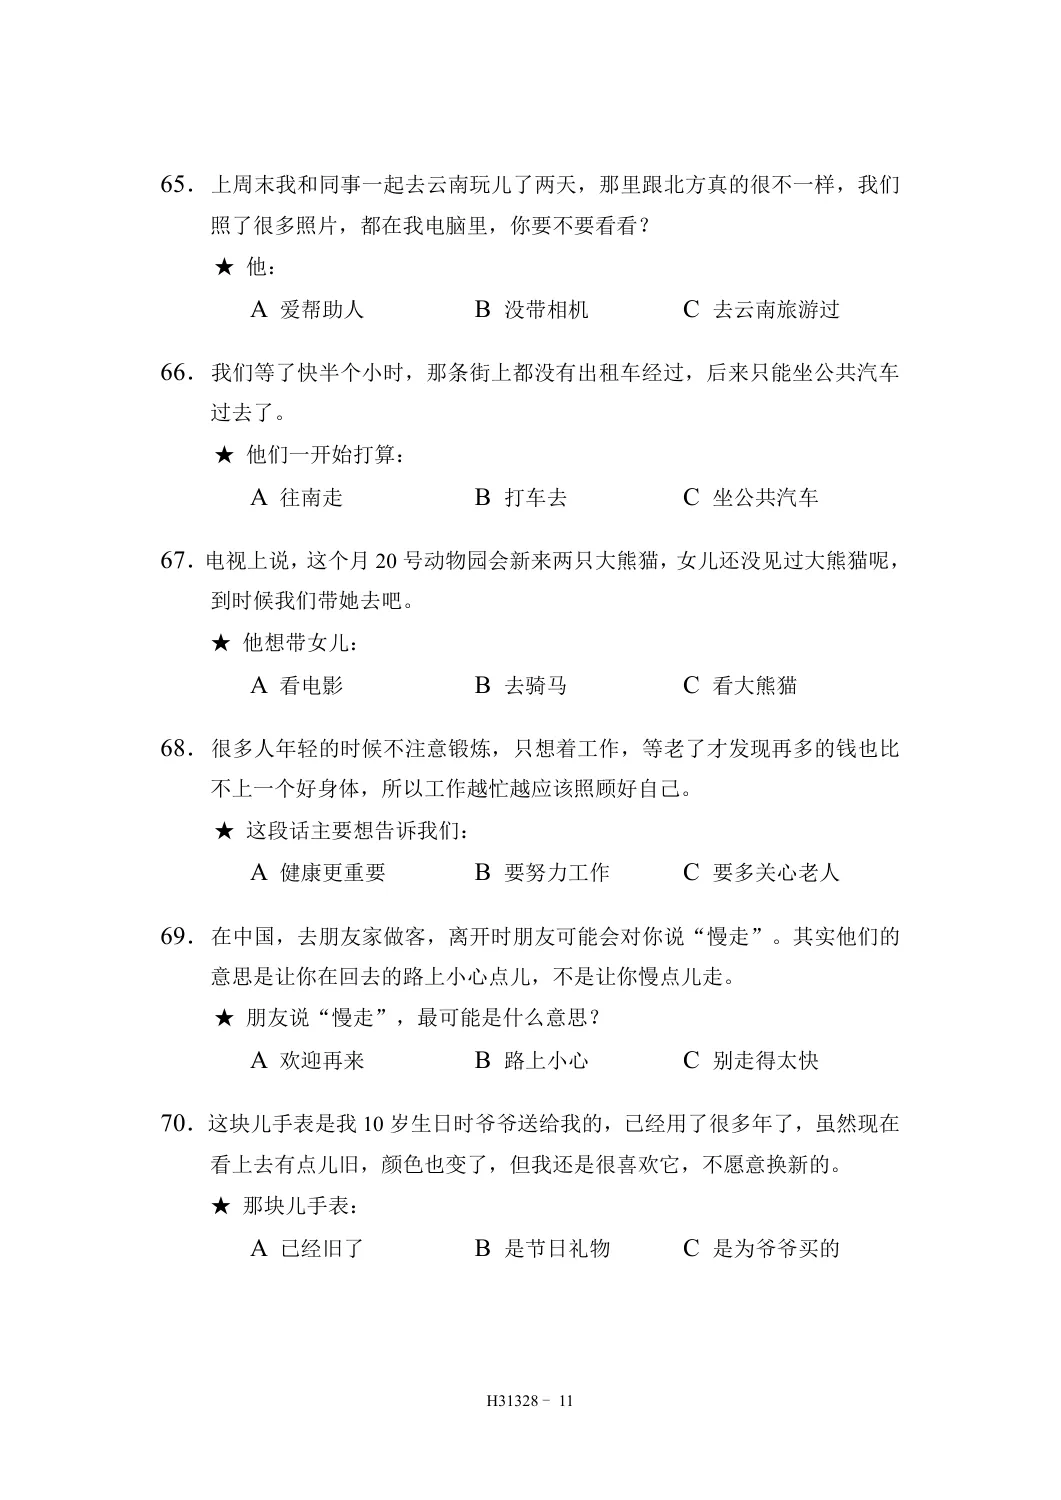 65．上周末我和同事一起去云南玩儿了两天，那里跟北方真的很不一样，我们
照了很多照片，都在我电脑里，你要不要看看？
★ 他：
A 爱帮助人 B 没带相机 C 去云南旅游过
66．我们等了快半个小时，那条街上都没有出租车经过，后来只能坐公共汽车
过去了。
★ 他们一开始打算：
A 往南走 B 打车去 C 坐公共汽车
67．电视上说，这个月 20 号动物园会新来两只大熊猫，女儿还没见过大熊猫呢，
到时候我们带她去吧。
★ 他想带女儿：
A 看电影 B 去骑马 C 看大熊猫
68．很多人年轻的时候不注意锻炼，只想着工作，等老了才发现再多的钱也比
不上一个好身体，所以工作越忙越应该照顾好自己。
★ 这段话主要想告诉我们：
A 健康更重要 B 要努力工作 C 要多关心老人
69．在中国，去朋友家做客，离开时朋友可能会对你说“慢走”。其实他们的
意思是让你在回去的路上小心点儿，不是让你慢点儿走。
★ 朋友说“慢走”，最可能是什么意思？
A 欢迎再来 B 路上小心 C 别走得太快
70．这块儿手表是我 10 岁生日时爷爷送给我的，已经用了很多年了，虽然现在
看上去有点儿旧，颜色也变了，但我还是很喜欢它，不愿意换新的。
★ 那块儿手表：
A 已经旧了 B 是节日礼物 C 是为爷爷买的
H31328－ 11